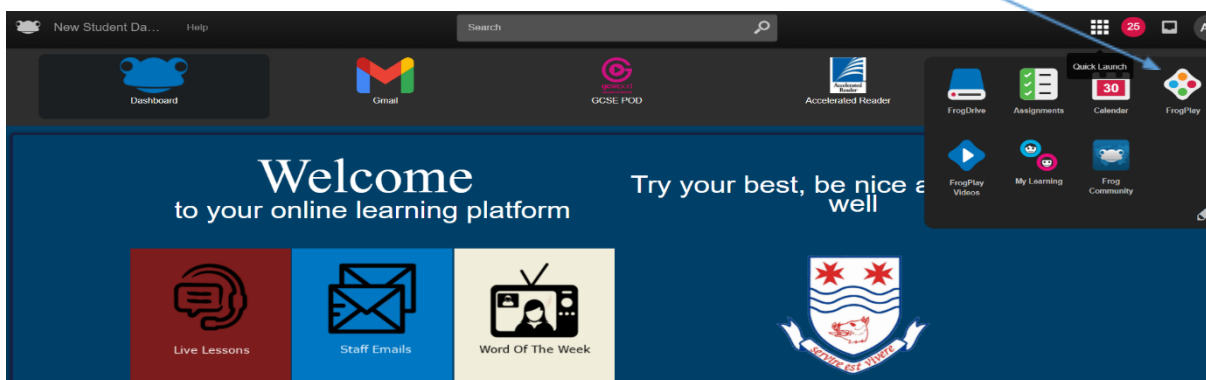 New Student Da...
Help
Search
25
Quick Launch
Dashboard
Gmail
GCSE POD
Accelerated Reader
Accelerated Reader
30
FrogDrive
Assignments
Calendar
FrogPlay
FrogPlay
Videos
My Learning
Frog
Community
Welcome
to your online learning platform
Try your best, be nice a
well
Live Lessons
Staff Emails
Word Of The Week
Servire est vivere